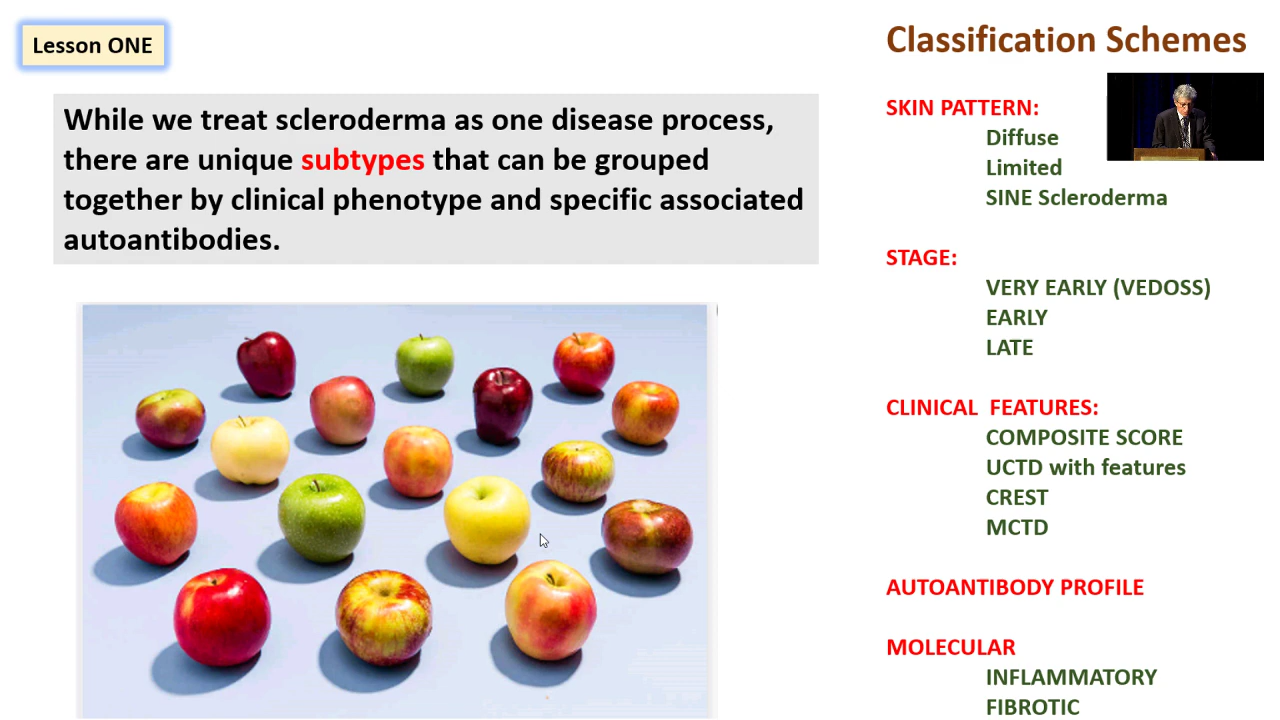 Lesson ONE
While we treat scleroderma as one disease process,
there are unique subtypes that can be grouped
together by clinical phenotype and specific associated
autoantibodies.
Classification Schemes
SKIN PATTERN:
Diffuse
Limited
SINE Scleroderma
STAGE:
VERY EARLY (VEDOSS)
EARLY
LATE
CLINICAL  FEATURES:
COMPOSITE SCORE
UCTD with features
CREST
MCTD
AUTOANTIBODY PROFILE
MOLECULAR
INFLAMMATORY
FIBROTIC